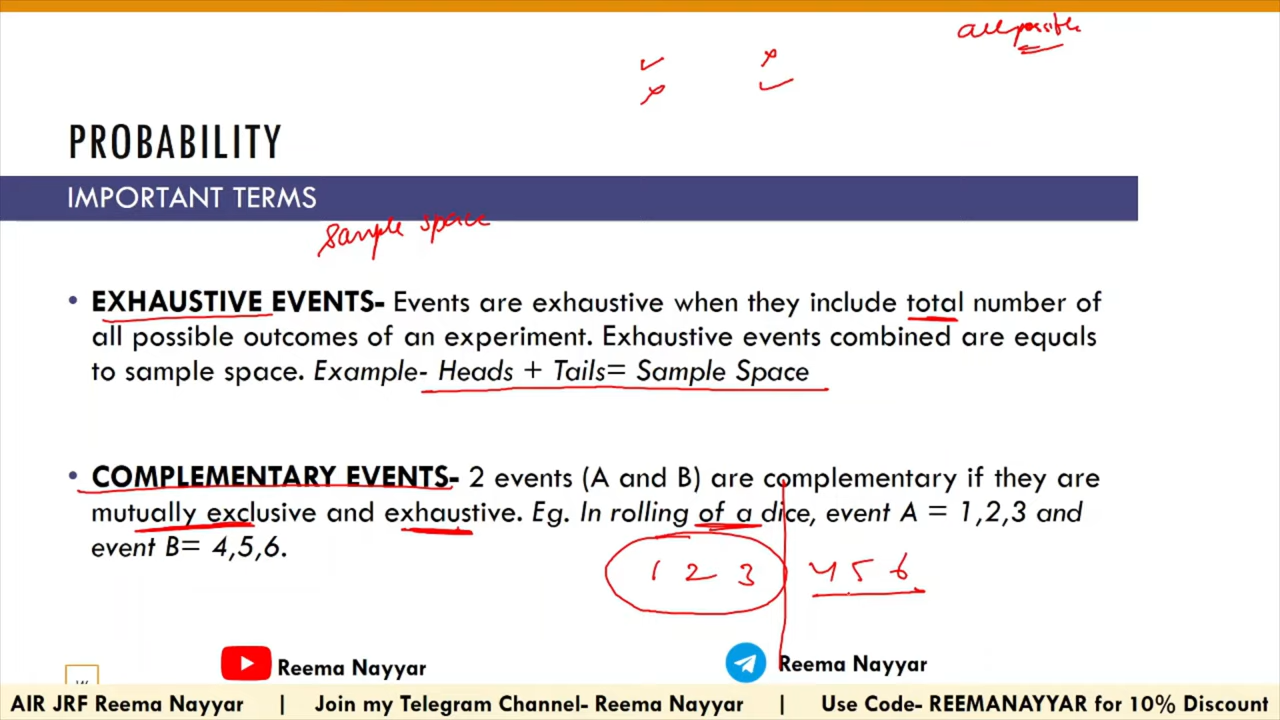 all possible
PROBABILITY
IMPORTANT TERMS
sample space
• EXHAUSTIVE EVENTS- Events are exhaustive when they include total number of
all possible outcomes of an experiment. Exhaustive events combined are equals
to sample space. Example- Heads + Tails= Sample Space
• COMPLEMENTARY EVENTS- 2 events (A and B) are complementary if they are
mutually exclusive and exhaustive. Eg. In rolling of a dice, event A = 1,2,3 and
event B= 4,5,6.
1 2 3 4 5 6
Reema Nayyar
Reema Nayyar
AIR JRF Reema Nayyar | Join my Telegram Channel- Reema Nayyar | Use Code- REEMANAYYAR for 10% Discount